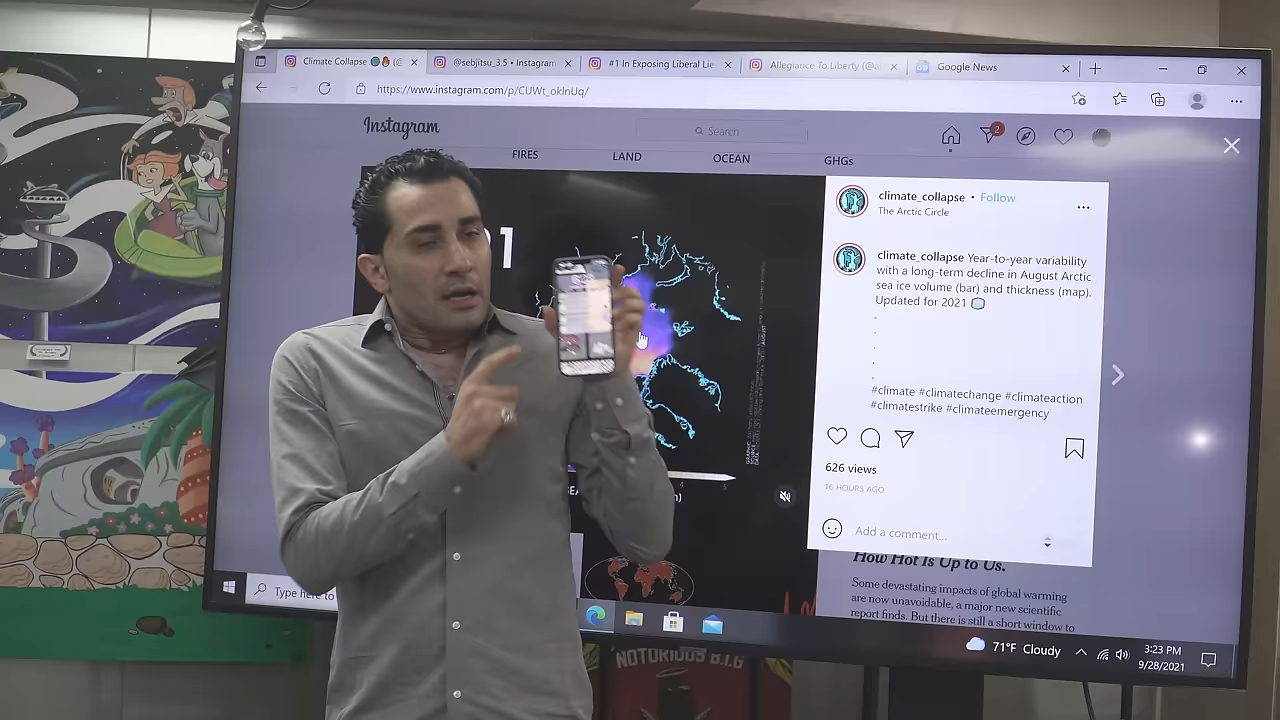 Climate Collapse
@sebjitsu_3.5 • Instagram
#1 In Exposing Liberal Lie
Allegiance To Liberty (@a
Google News
https://www.instagram.com/p/CUWt_oklnUq/
Instagram
Search
2
FIRES
LAND
OCEAN
GHGs
climate_collapse • Follow
The Arctic Circle
climate_collapse Year-to-year variability
with a long-term decline in August Arctic
sea ice volume (bar) and thickness (map).
Updated for 2021
#climate #climatechange #climateaction
#climatestrike #climateemergency
626 views
16 HOURS AGO
Add a comment...
How Hot Is Up to Us.
Some devastating impacts of global warming
are now unavoidable, a major new scientific
report finds. But there is still a short window to
Type here to
71°F Cloudy
3:23 PM
9/28/2021
NOTORIOUS B.I.G